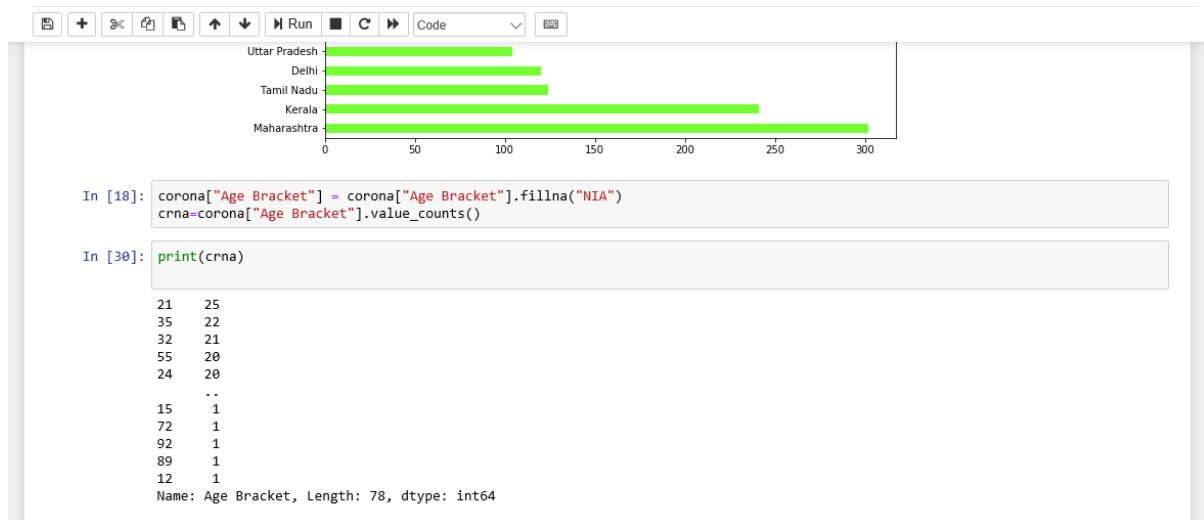 Run Code
Uttar Pradesh
Delhi
Tamil Nadu
Kerala
Maharashtra
0 50 100 150 200 250 300
In [18]: corona["Age Bracket"] = corona["Age Bracket"].fillna("NIA")
crna=corona["Age Bracket"].value_counts()
In [30]: print(crna)
21 25
35 22
32 21
55 20
24 20
..
15 1
72 1
92 1
89 1
12 1
Name: Age Bracket, Length: 78, dtype: int64